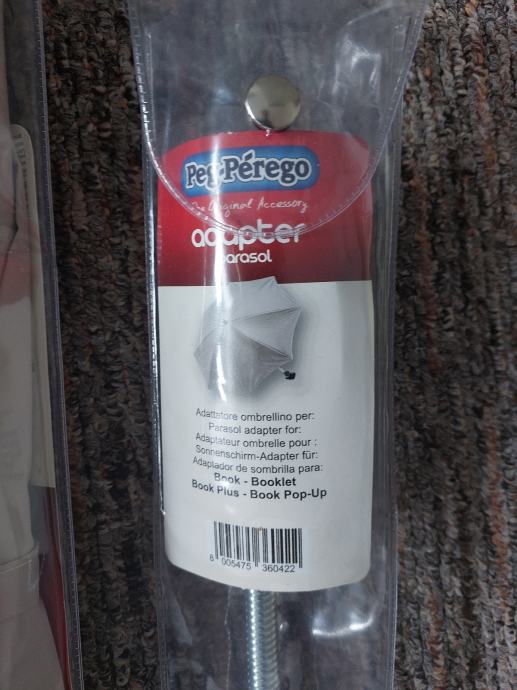 Peg-Pérego
The Original Accessory
adapter
parasol
Adattatore ombrellino per:
Parasol adapter for:
Adaptateur ombrelle pour :
Sonnenschirm-Adapter für:
Adaptador de sombrilla para:
Book - Booklet
Book Plus - Book Pop-Up
8 005475 360422